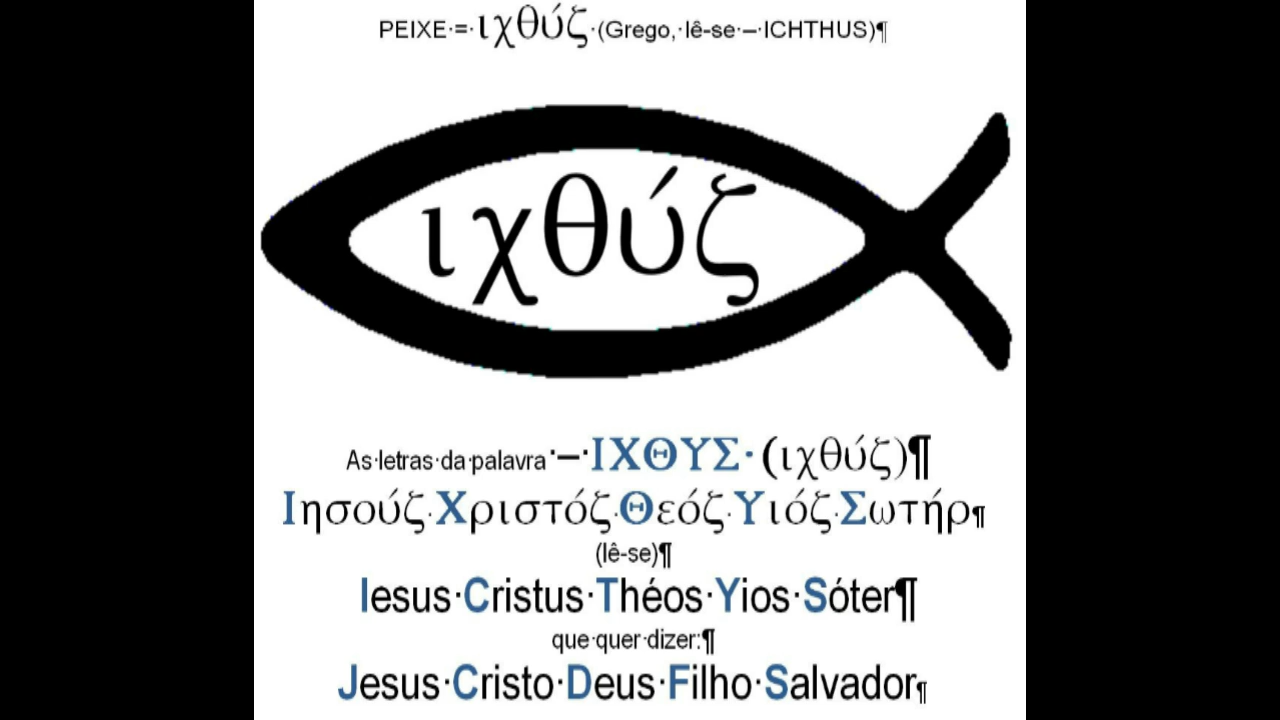 PEIXE·=·ιχθύζ·(Grego,·lê-se·–·ICHTHUS)¶
ιχθύζ
As·letras·da·palavra·–·ΙΧΘΥΣ·(ιχθύζ)¶
Ιησούζ·Χριστόζ·Θεόζ·Υιόζ·Σωτήρ¶
(lê-se)¶
Iesus·Cristus·Théos·Yios·Sóter¶
que·quer·dizer:¶
Jesus·Cristo·Deus·Filho·Salvador¶